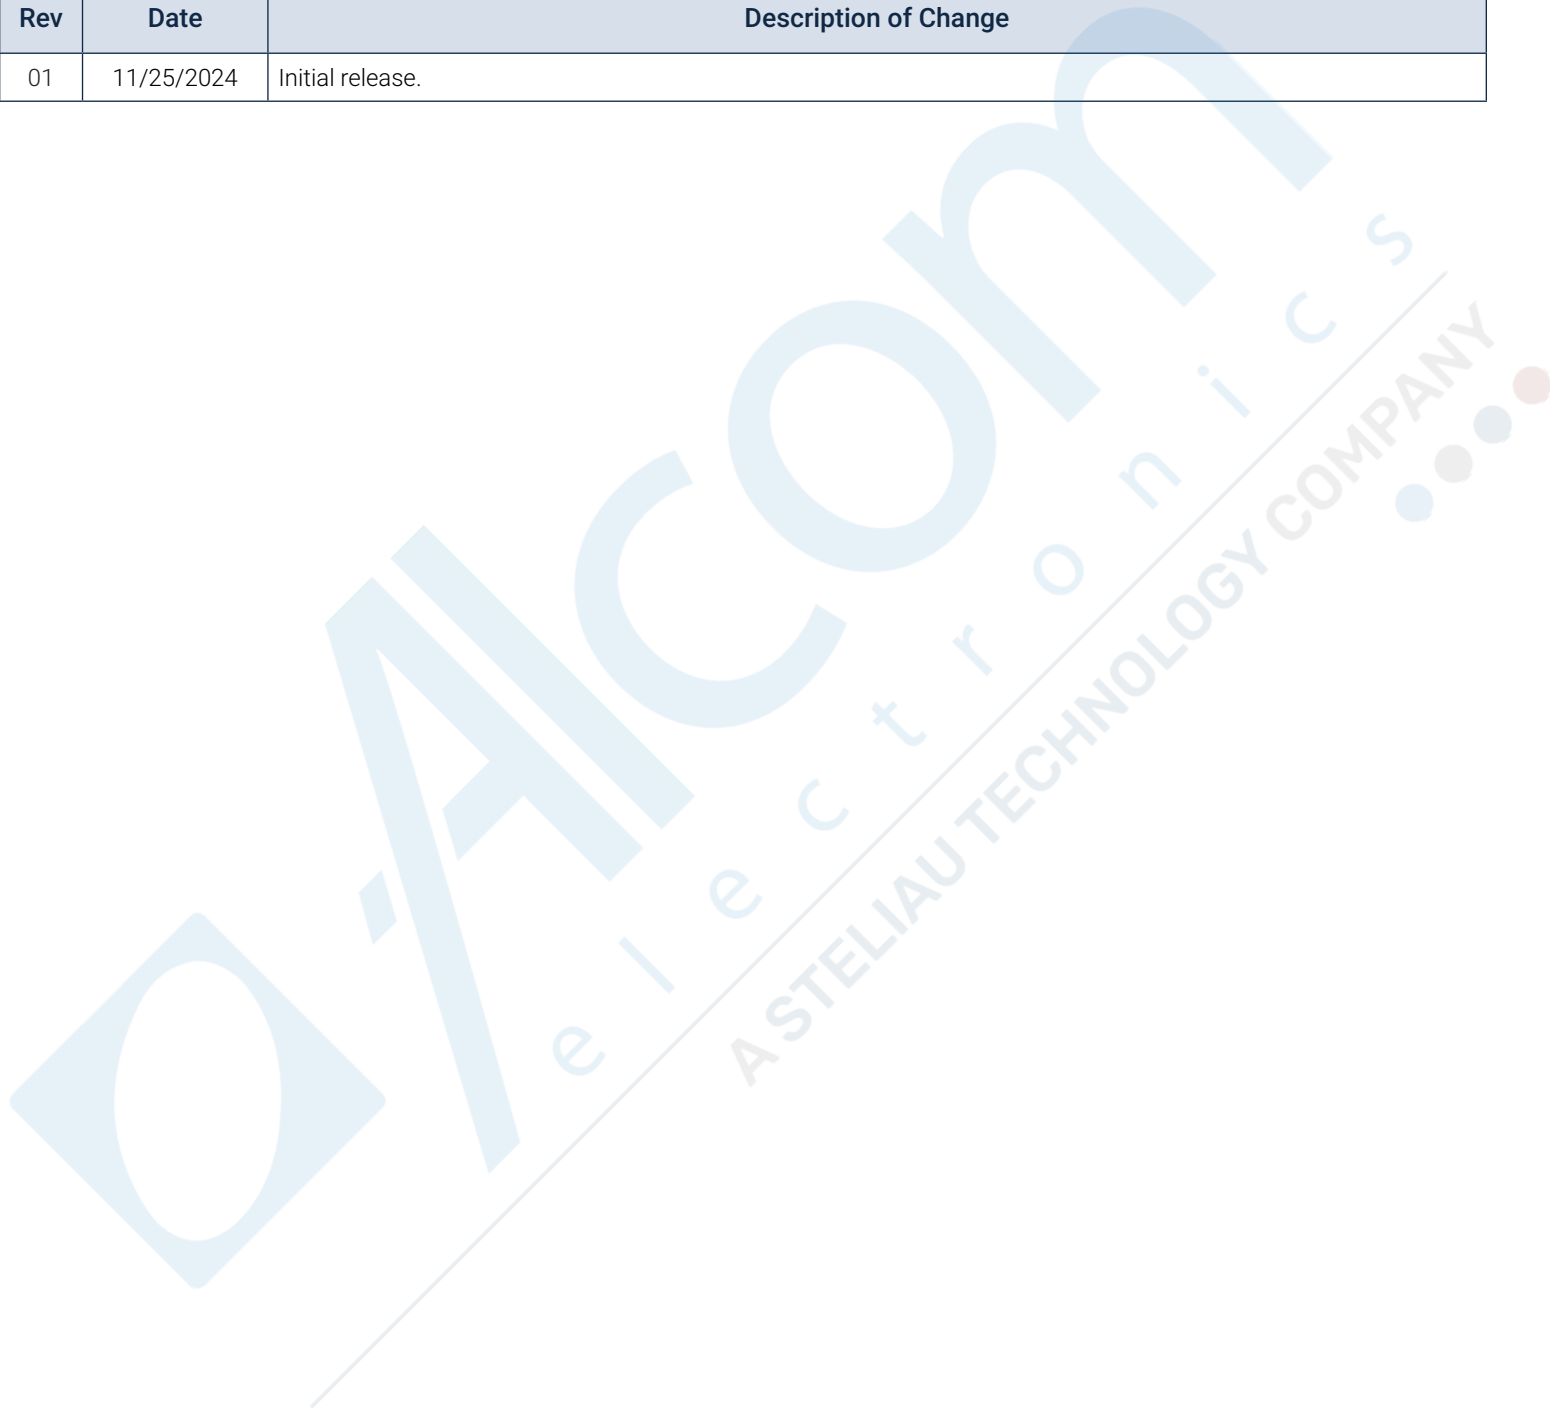 Rev Date Description of Change
01 11/25/2024 Initial release.
Alcom
electronics
A STELIAU TECHNOLOGY COMPANY